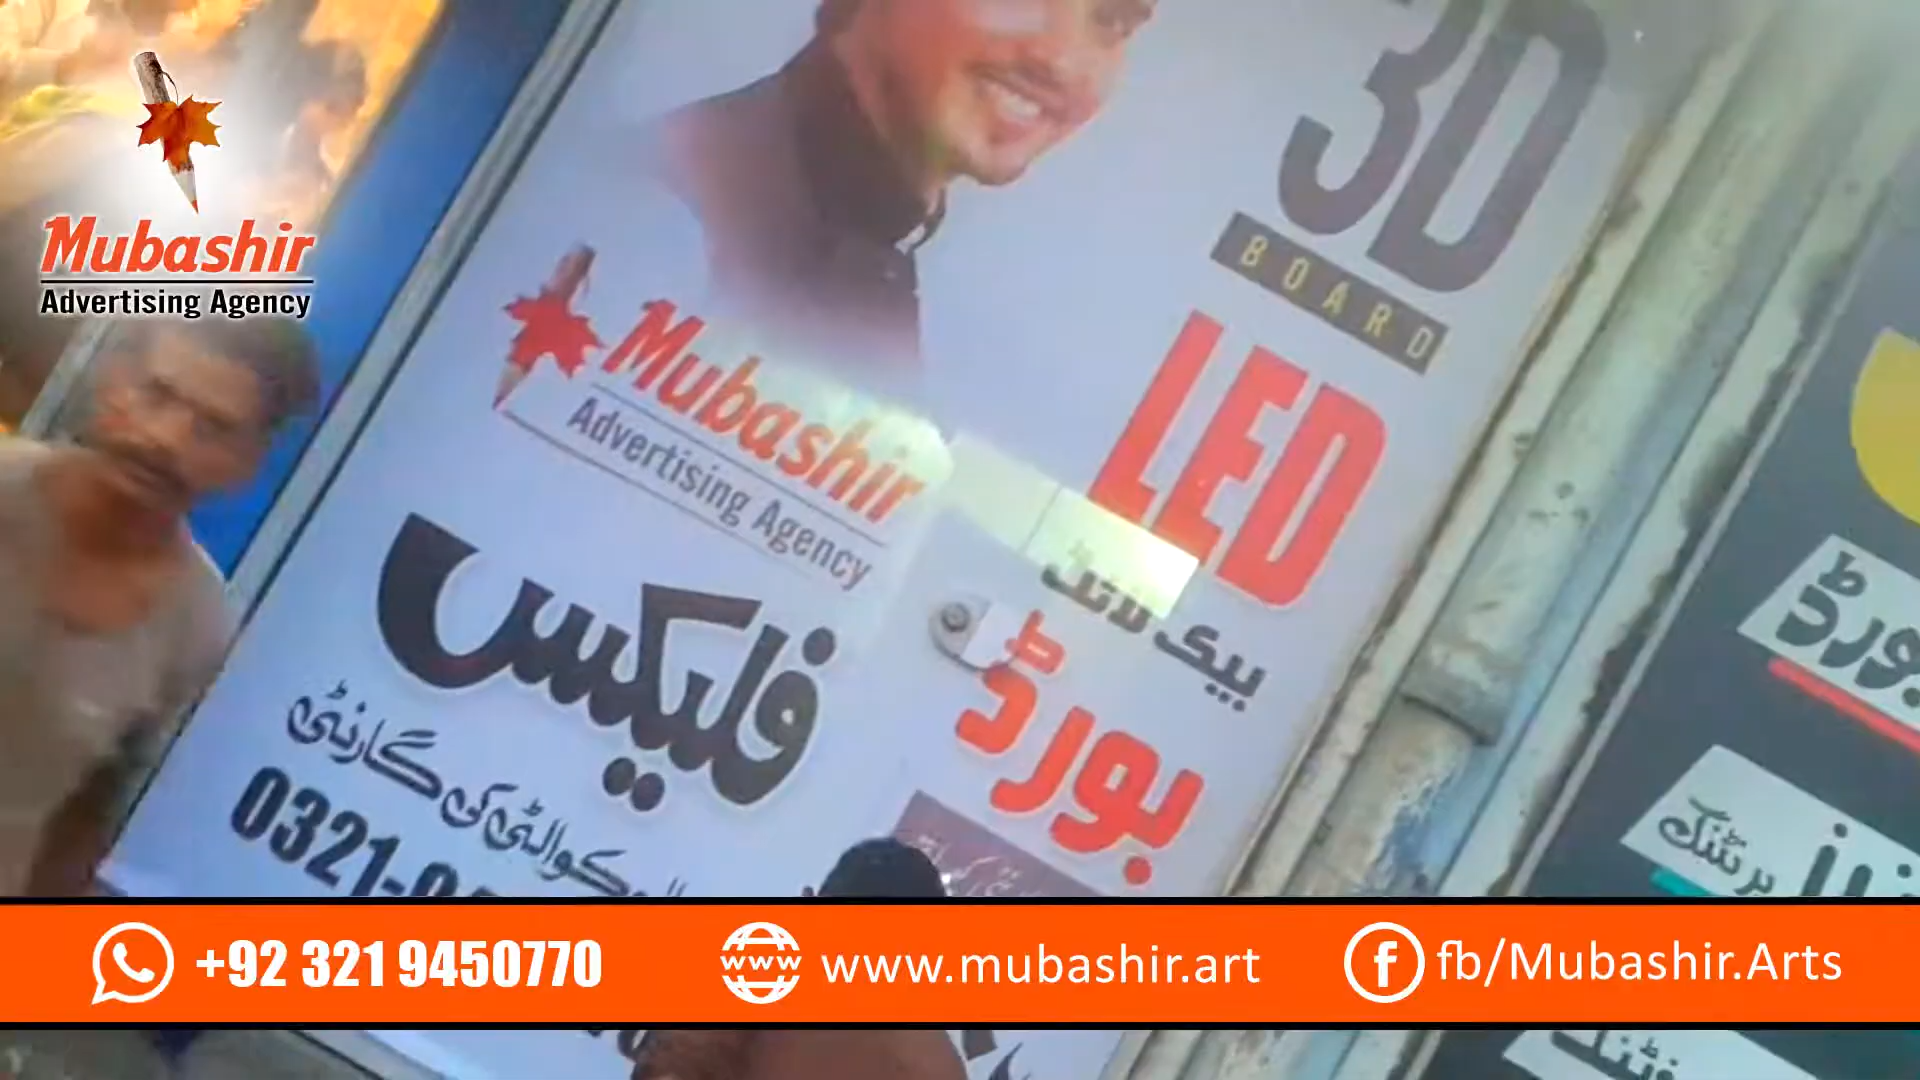 Mubashir
Advertising Agency
3D
BOARD
Mubashir
Advertising Agency
LED
بیک لائٹ
بورڈ
فلیکس
کوالٹی کی گارنٹی
0321-
بورڈ
پرنٹنگ
+92 321 9450770
www.mubashir.art
fb/Mubashir.Arts